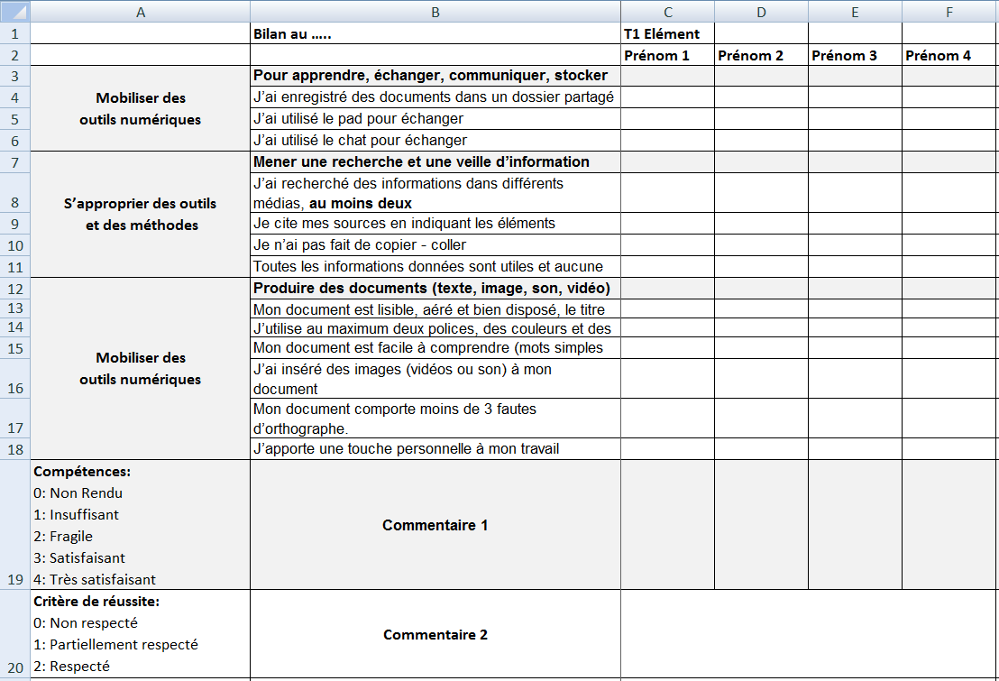 A B C D E F
1 Bilan au ….. T1 Elément
2 Prénom 1 Prénom 2 Prénom 3 Prénom 4
3 Pour apprendre, échanger, communiquer, stocker
Mobiliser des
outils numériques
4 J’ai enregistré des documents dans un dossier partagé
5 J’ai utilisé le pad pour échanger
6 J’ai utilisé le chat pour échanger
7 Mener une recherche et une veille d’information
S’approprier des outils
et des méthodes
J’ai recherché des informations dans différents
8 médias, au moins deux
9 Je cite mes sources en indiquant les éléments
10 Je n’ai pas fait de copier - coller
11 Toutes les informations données sont utiles et aucune
12 Produire des documents (texte, image, son, vidéo)
Mobiliser des
outils numériques
13 Mon document est lisible, aéré et bien disposé, le titre
14 J’utilise au maximum deux polices, des couleurs et des
15 Mon document est facile à comprendre (mots simples
J’ai inséré des images (vidéos ou son) à mon
16 document
Mon document comporte moins de 3 fautes
17 d’orthographe.
18 J’apporte une touche personnelle à mon travail
Compétences:
0: Non Rendu
1: Insuffisant
2: Fragile
3: Satisfaisant
19 4: Très satisfaisant
Commentaire 1
Critère de réussite:
0: Non respecté
1: Partiellement respecté
20 2: Respecté
Commentaire 2